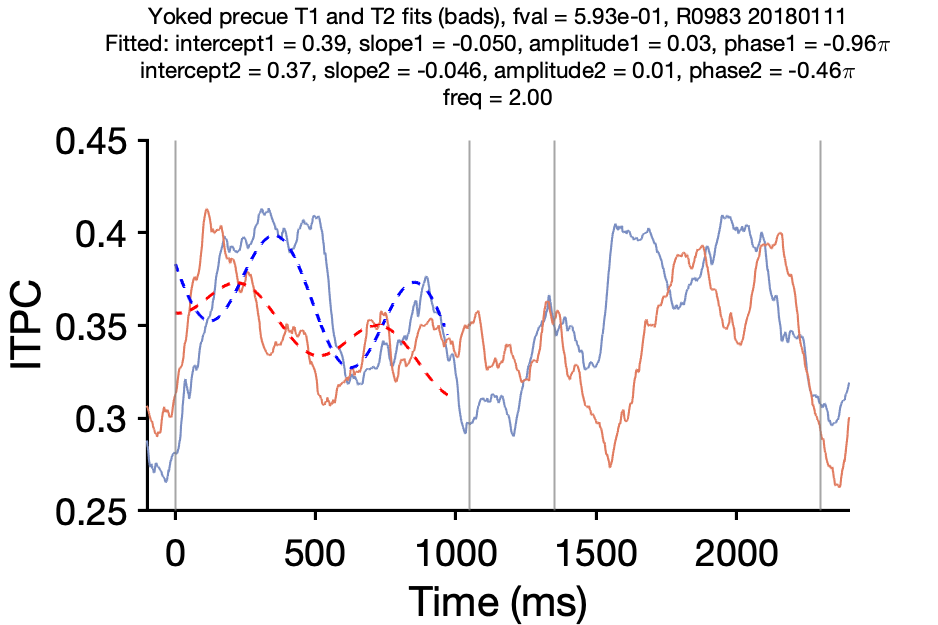 Yoked precue T1 and T2 fits (bads), fval = 5.93e-01, R0983 20180111
Fitted: intercept1 = 0.39, slope1 = -0.050, amplitude1 = 0.03, phase1 = -0.96π
intercept2 = 0.37, slope2 = -0.046, amplitude2 = 0.01, phase2 = -0.46π
freq = 2.00
0.45
0.4
0.35
0.3
0.25
ITPC
0 500 1000 1500 2000
Time (ms)